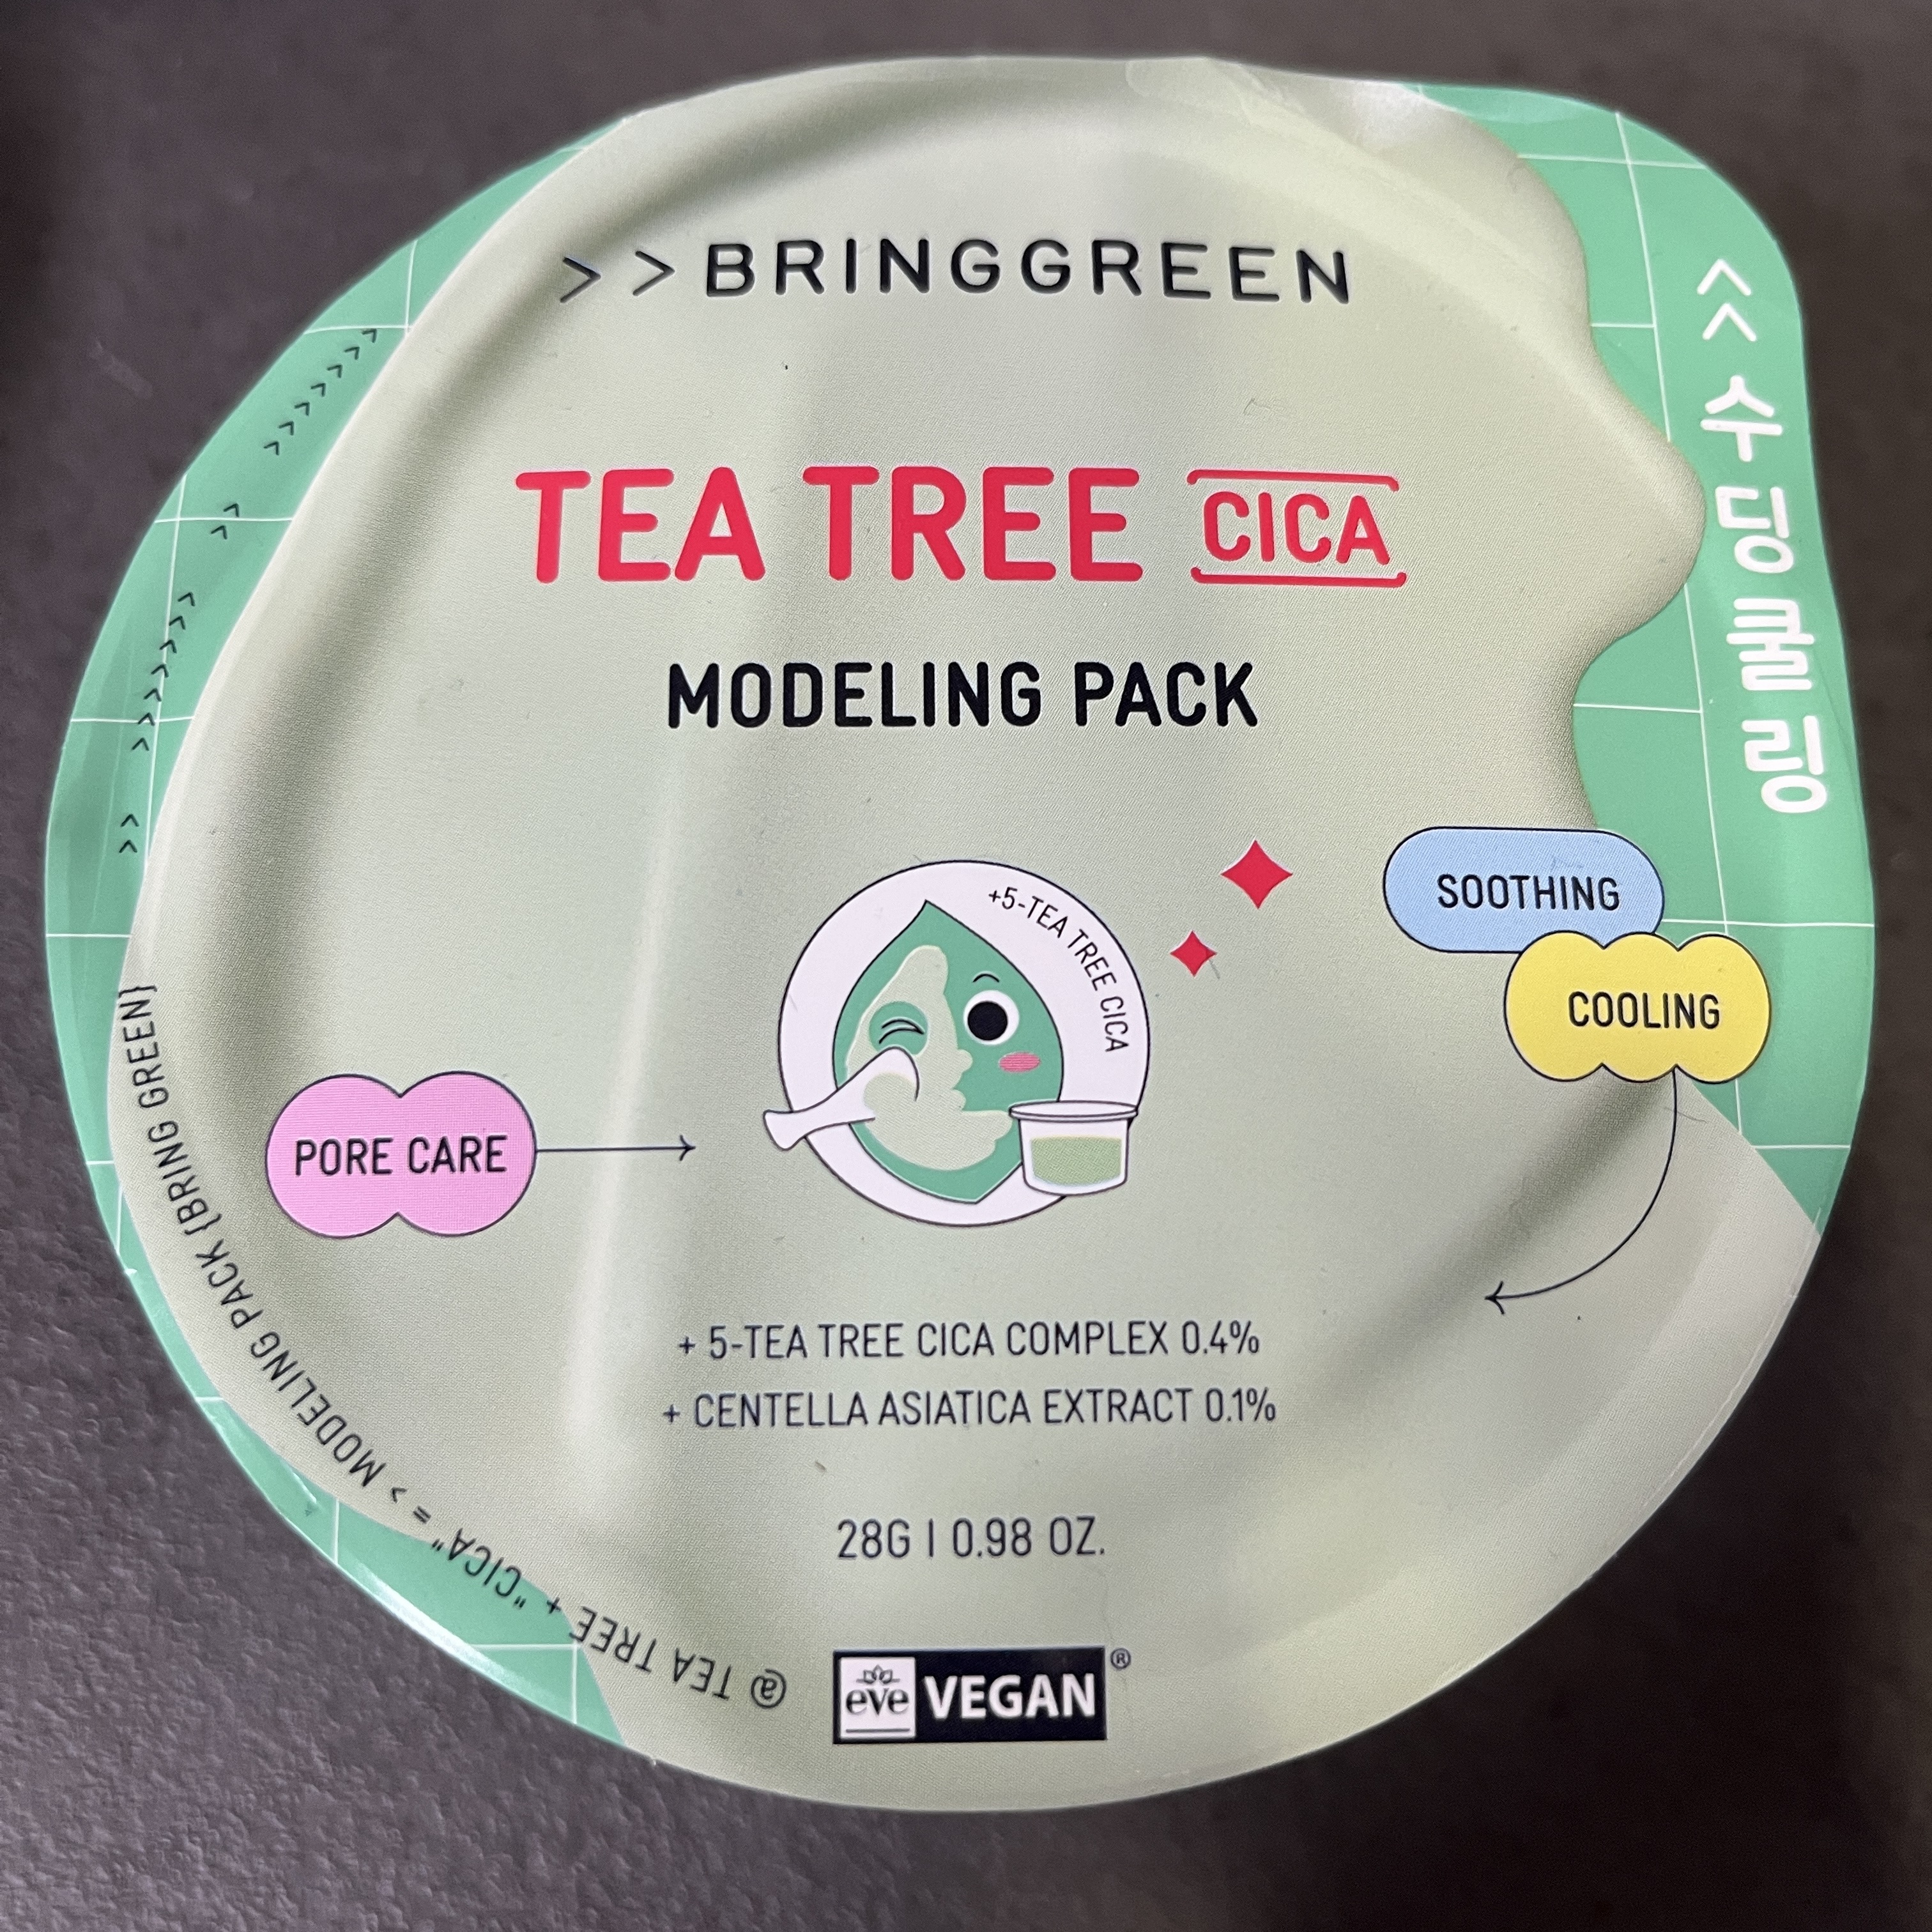 >>BRINGGREEN
TEA TREE CICA
MODELING PACK
>> 수딩쿨링
+5-TEA TREE CICA
SOOTHING
COOLING
PORE CARE
+ 5-TEA TREE CICA COMPLEX 0.4%
+ CENTELLA ASIATICA EXTRACT 0.1%
28G | 0.98 OZ.
@ TEA TREE + "CICA" = > MODELING PACK {BRING GREEN}
eve VEGAN®